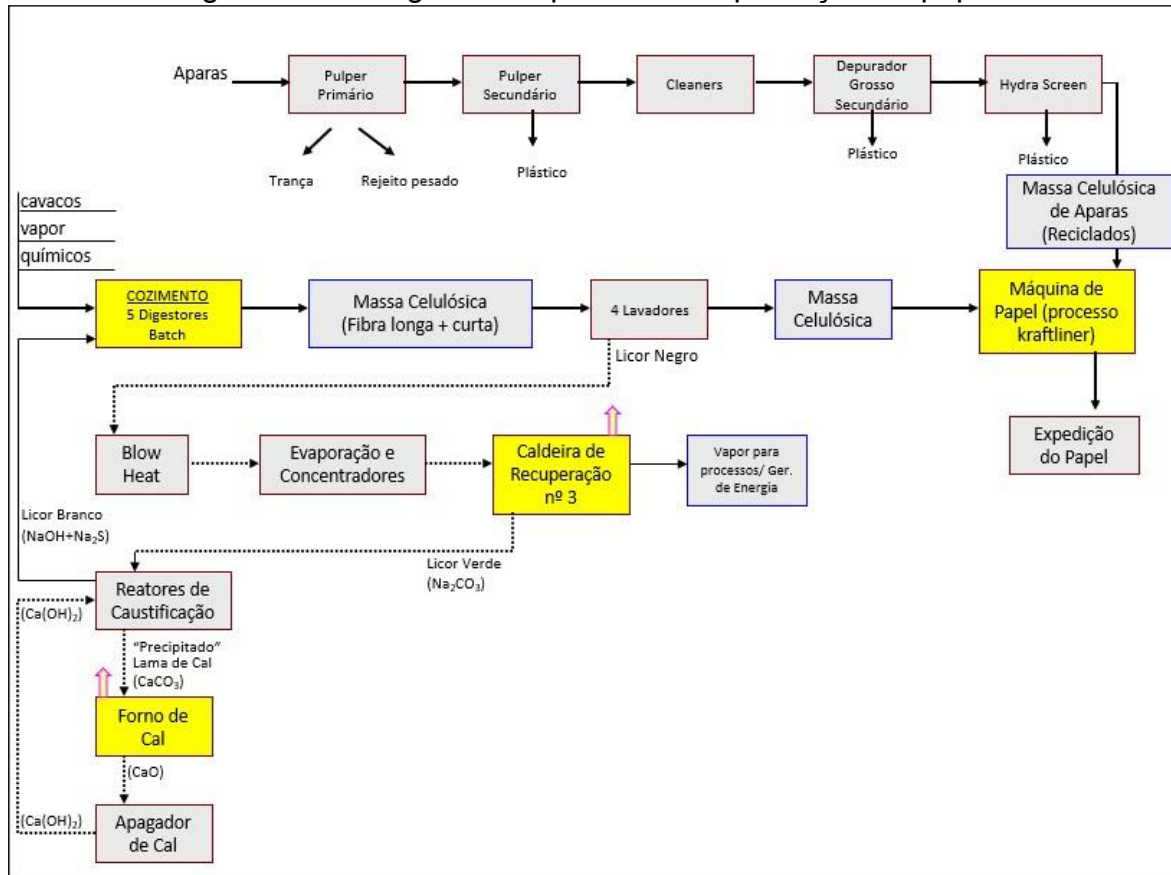 Aparas
Pulper
Primário
Pulper
Secundário
Cleaners
Depurador
Grosso
Secundário
Hydra Screen
Trança
Rejeito pesado
Plástico
Plástico
Plástico
Massa Celulósica
de Aparas
(Reciclados)
cavacos
vapor
químicos
COZIMENTO
5 Digestores
Batch
Massa Celulósica
(Fibra longa + curta)
4 Lavadores
Massa
Celulósica
Máquina de
Papel (processo
kraftliner)
Licor Negro
Expedição
do Papel
Blow
Heat
Evaporação e
Concentradores
Caldeira de
Recuperação
nº 3
Vapor para
processos/ Ger.
de Energia
Licor Branco
(NaOH+Na₂S)
Licor Verde
(Na₂CO₃)
Reatores de
Caustificação
(Ca(OH)₂)
“Precipitado”
Lama de Cal
(CaCO₃)
Forno de
Cal
(CaO)
(Ca(OH)₂)
Apagador
de Cal